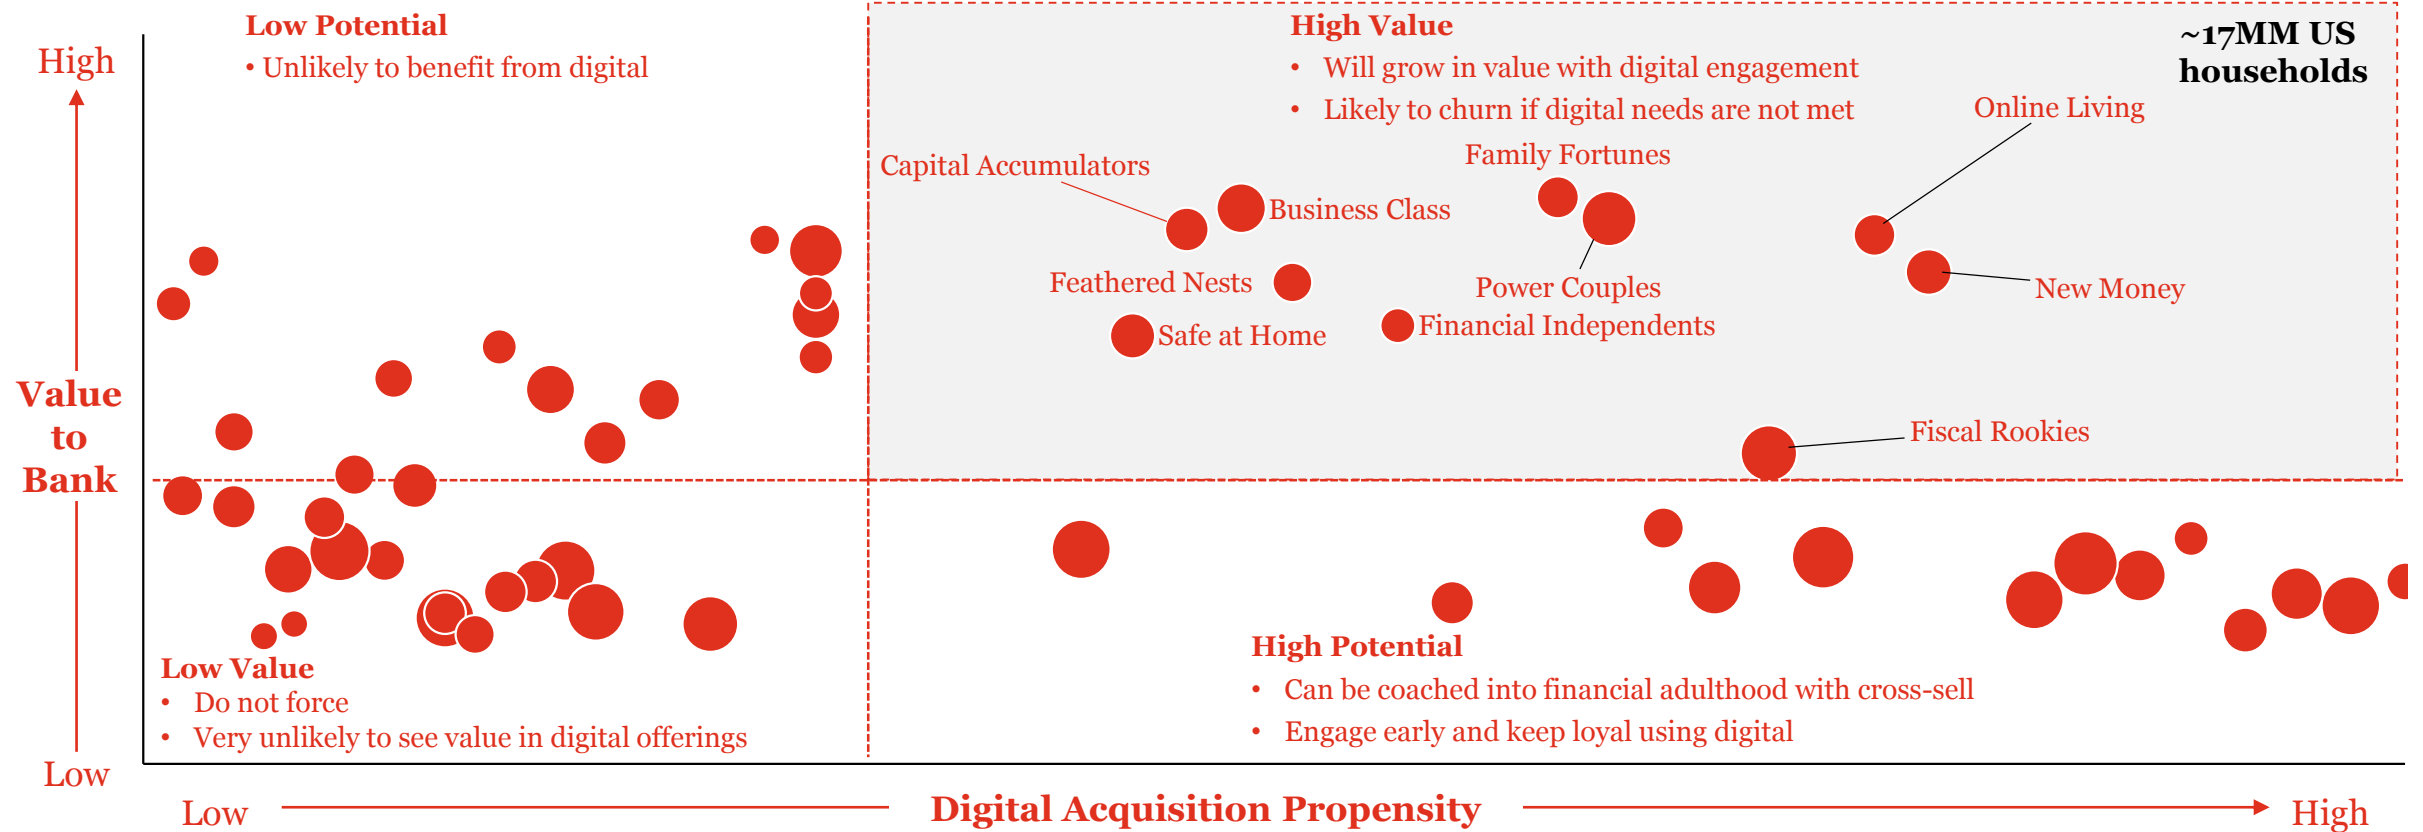 Low Potential
• Unlikely to benefit from digital
High Value
• Will grow in value with digital engagement
• Likely to churn if digital needs are not met
~17MM US
households
High
Online Living
Family Fortunes
Capital Accumulators
Business Class
Feathered Nests
Power Couples
New Money
Safe at Home
Financial Independents
Value
to
Bank
Fiscal Rookies
Low Value
• Do not force
• Very unlikely to see value in digital offerings
High Potential
• Can be coached into financial adulthood with cross-sell
• Engage early and keep loyal using digital
Low
Low
Digital Acquisition Propensity
High